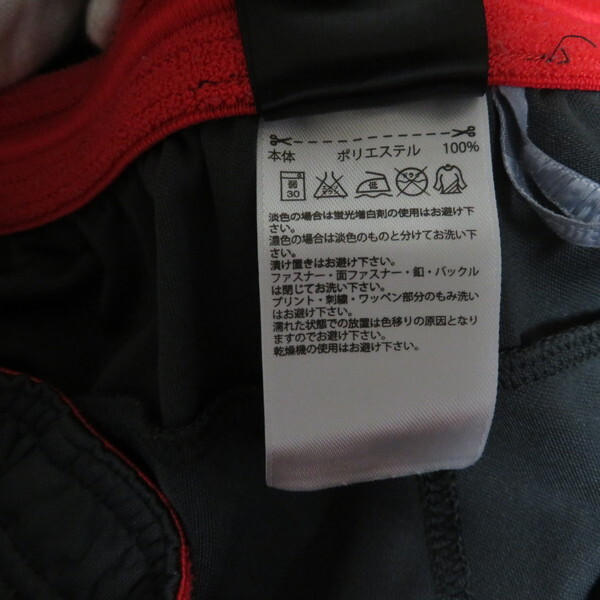 本体 ポリエステル 100%
弱
30
低
淡色の場合は蛍光増白剤の使用はお避け下
さい。
濃色の場合は淡色のものと分けてお洗い下
さい。
漬け置きはお避け下さい。
ファスナー・面ファスナー・釦・バックル
は閉じてお洗い下さい。
プリント・刺繍・ワッペン部分のもみ洗い
はお避け下さい。
濡れた状態での放置は色移りの原因となり
ますのでお避け下さい。
乾燥機の使用はお避け下さい。